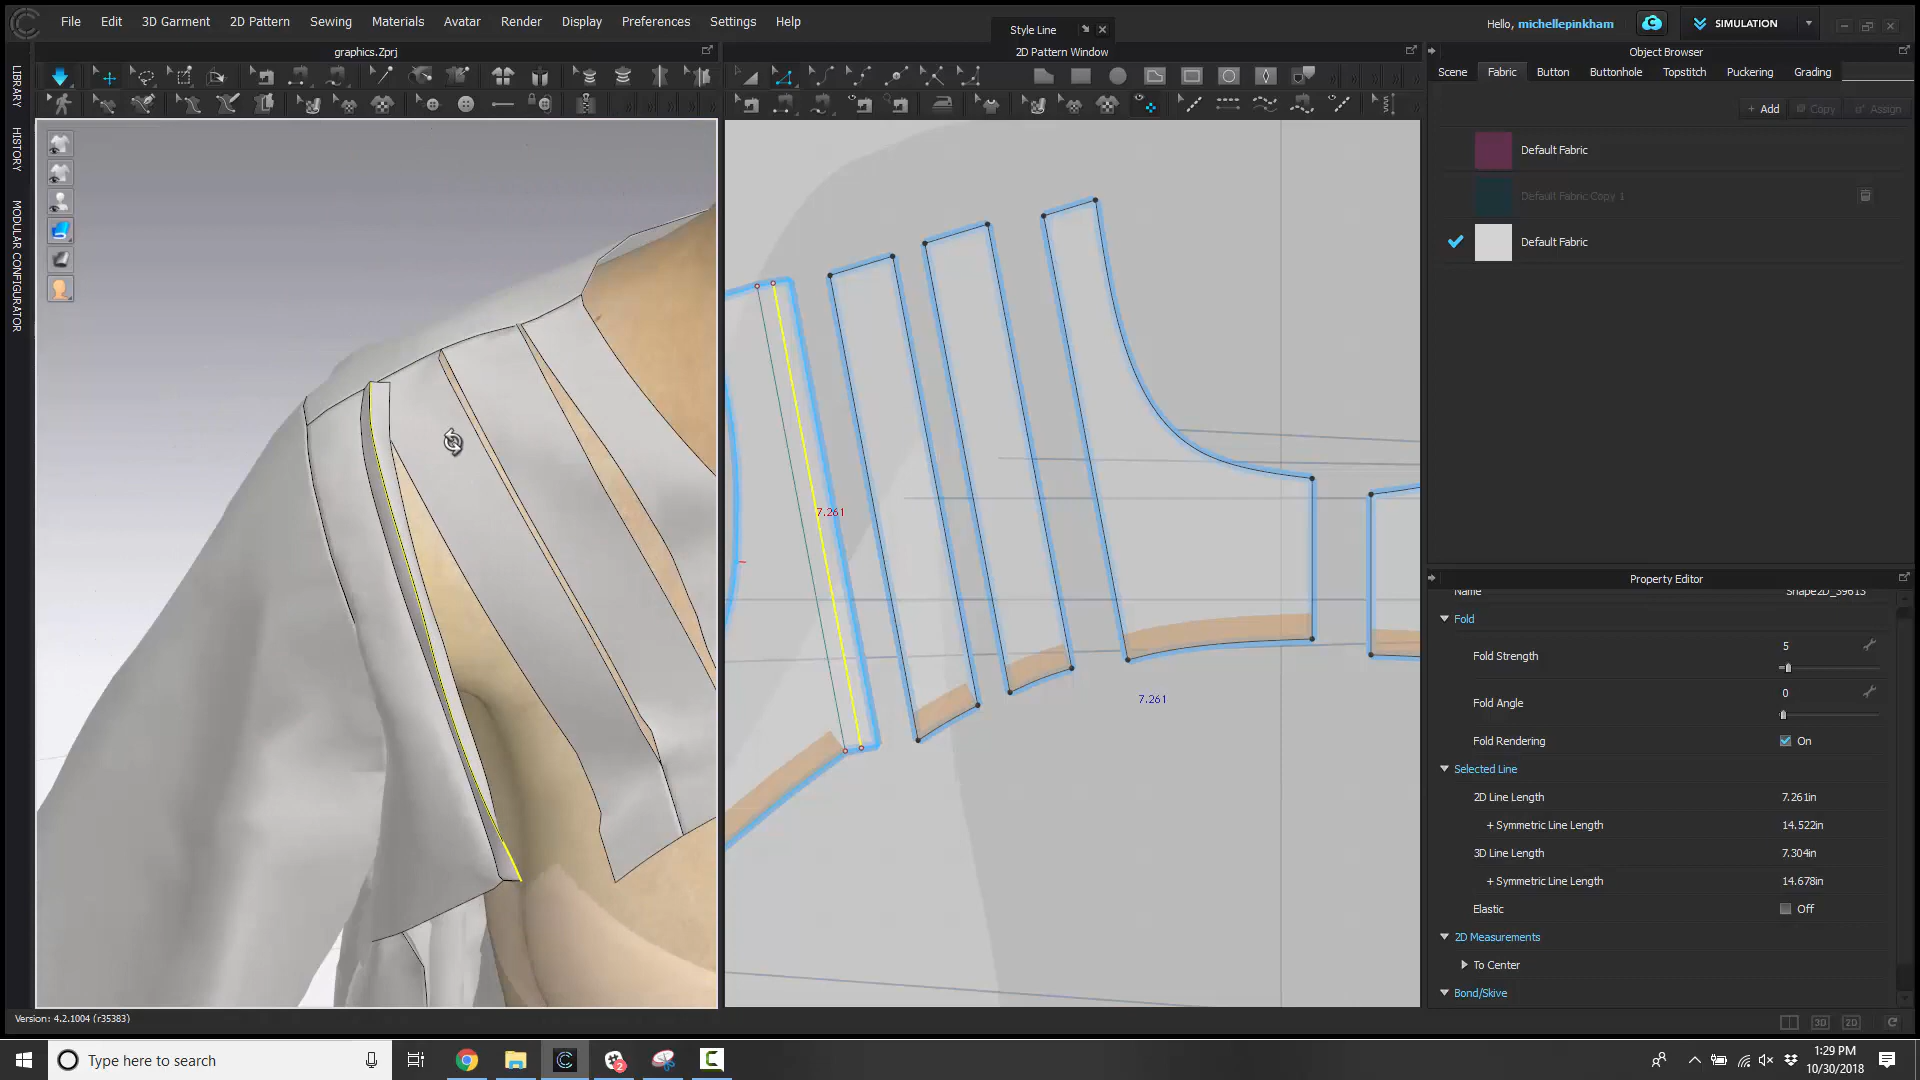 File Edit 3D Garment 2D Pattern Sewing Materials Avatar Render Display Preferences Settings Help
Style Line
Hello, michellepinkham
SIMULATION
graphics.Zprj
2D Pattern Window
Object Browser
Scene Fabric Button Buttonhole Topstitch Puckering Grading
+ Add Copy Assign
LIBRARY
HISTORY
MODULAR CONFIGURATOR
Default Fabric
Default Fabric Copy 1
Default Fabric
7.261
7.261
Property Editor
Name Shape2D_39613
Fold
Fold Strength 5
Fold Angle 0
Fold Rendering On
Selected Line
2D Line Length 7.261in
+ Symmetric Line Length 14.522in
3D Line Length 7.304in
+ Symmetric Line Length 14.678in
Elastic Off
2D Measurements
To Center
Bond/Skive
Version: 4.2.1004 (r35383)
3D 2D
Type here to search
2
1:29 PM
10/30/2018